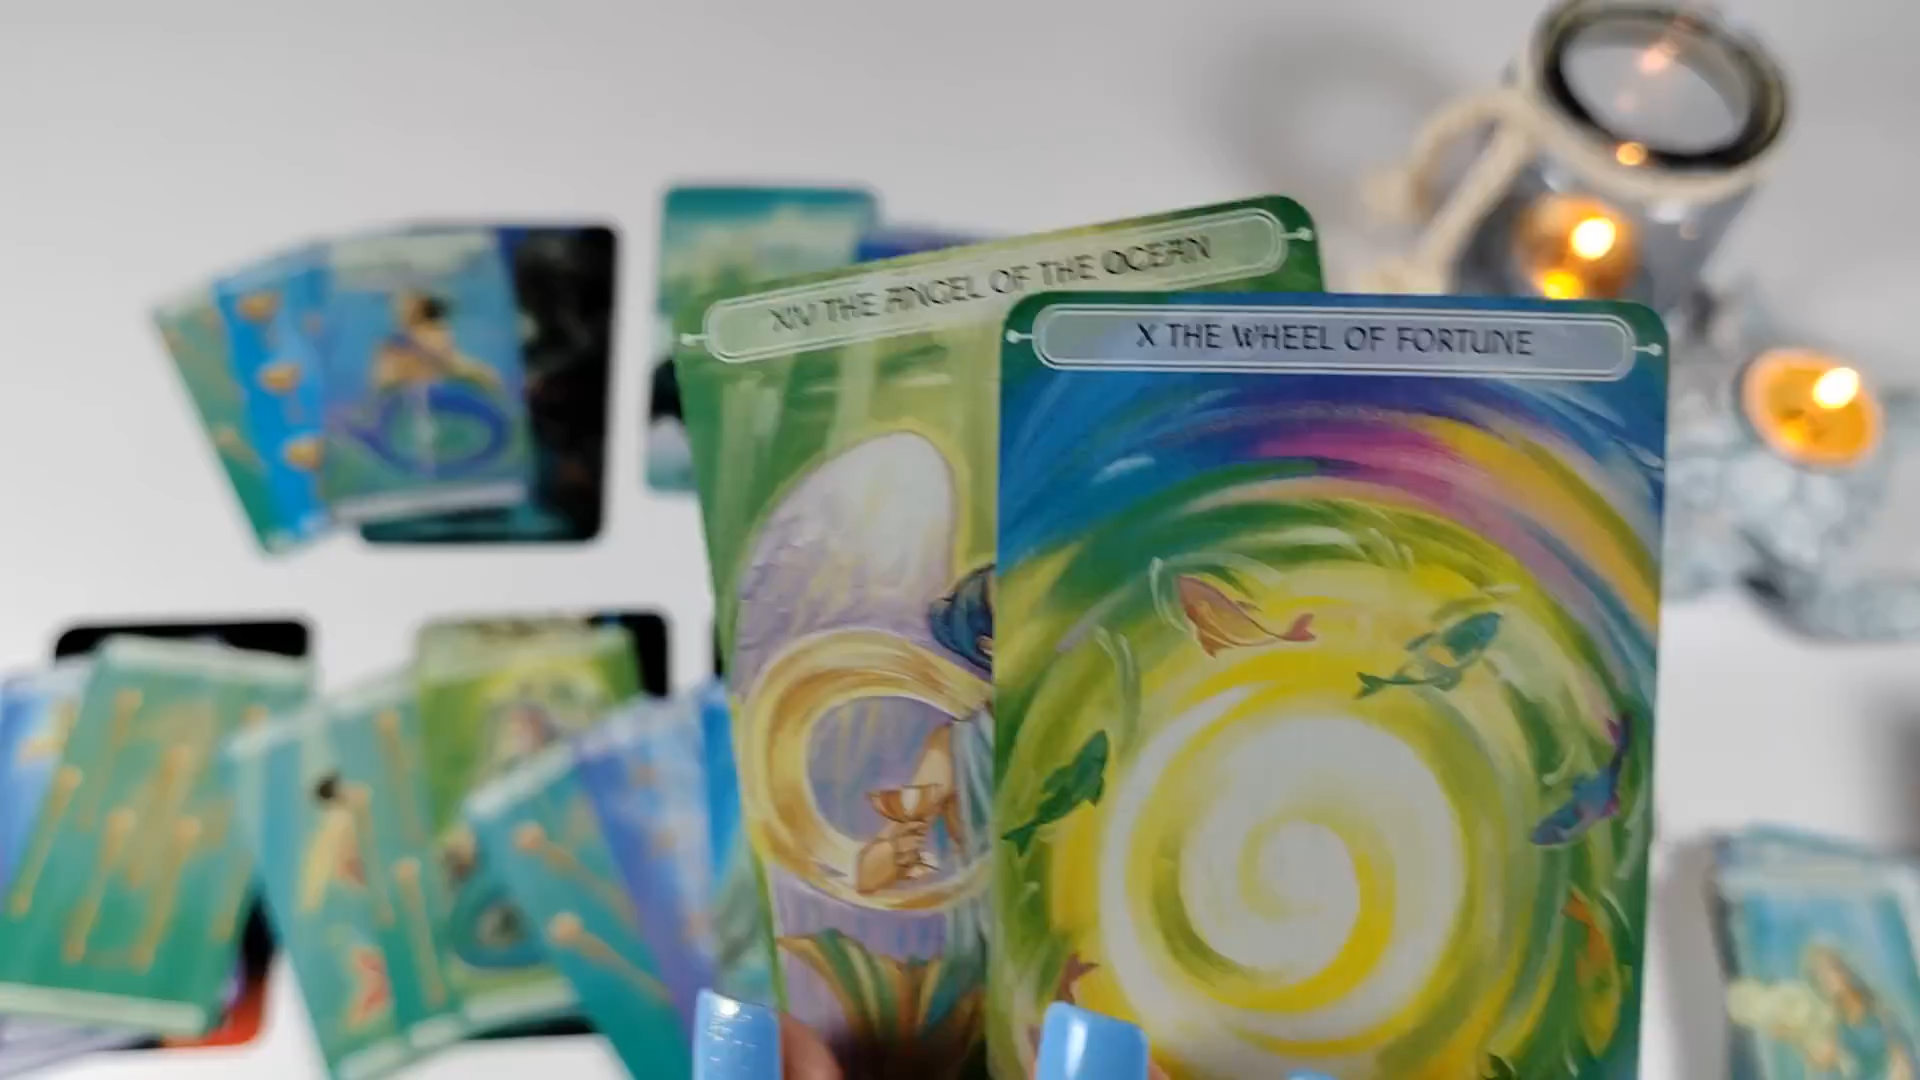 XIV THE ANGEL OF THE OCEAN
X THE WHEEL OF FORTUNE